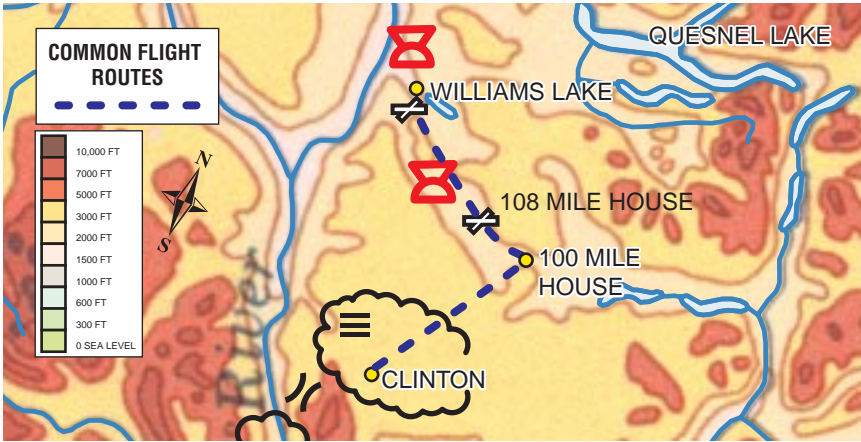 COMMON FLIGHT
ROUTES
10,000 FT
7000 FT
5000 FT
3000 FT
2000 FT
1500 FT
1000 FT
600 FT
300 FT
0 SEA LEVEL
N
S
QUESNEL LAKE
WILLIAMS LAKE
108 MILE HOUSE
100 MILE
HOUSE
CLINTON
River